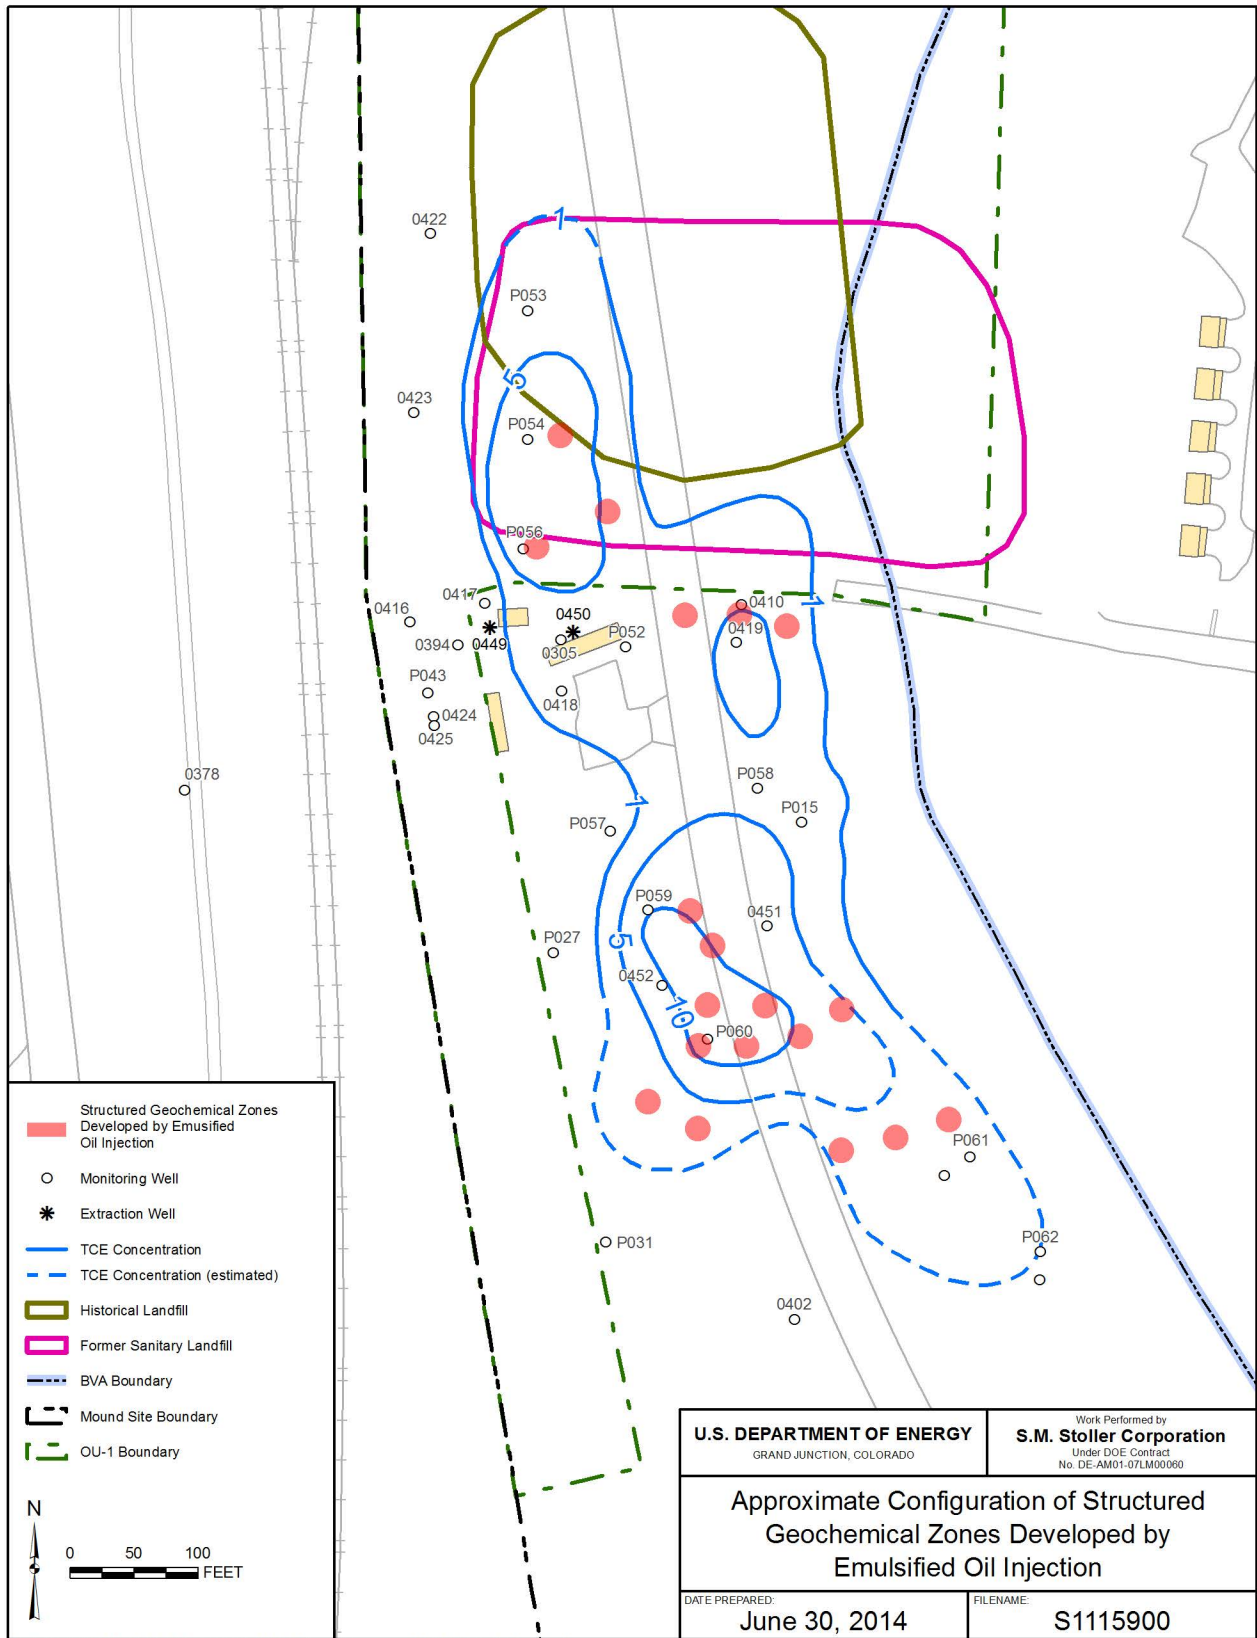 1
0422
P053
5
0423
P054
P056
0417
0450
0410
0416
P052
0419
1
0394
0449
0305
P043
0418
0424
0425
0378
P058
1
P015
P057
P059
0451
5
P027
0452
10
P060
P061
P062
P031
0402
Structured Geochemical Zones
Developed by Emusified
Oil Injection
Monitoring Well
Extraction Well
TCE Concentration
TCE Concentration (estimated)
Historical Landfill
Former Sanitary Landfill
BVA Boundary
Mound Site Boundary
OU-1 Boundary
N
0 50 100
FEET
U.S. DEPARTMENT OF ENERGY
GRAND JUNCTION, COLORADO
Work Performed by
S.M. Stoller Corporation
Under DOE Contract
No. DE-AM01-07LM00060
Approximate Configuration of Structured
Geochemical Zones Developed by
Emulsified Oil Injection
DATE PREPARED:
June 30, 2014
FILENAME:
S1115900